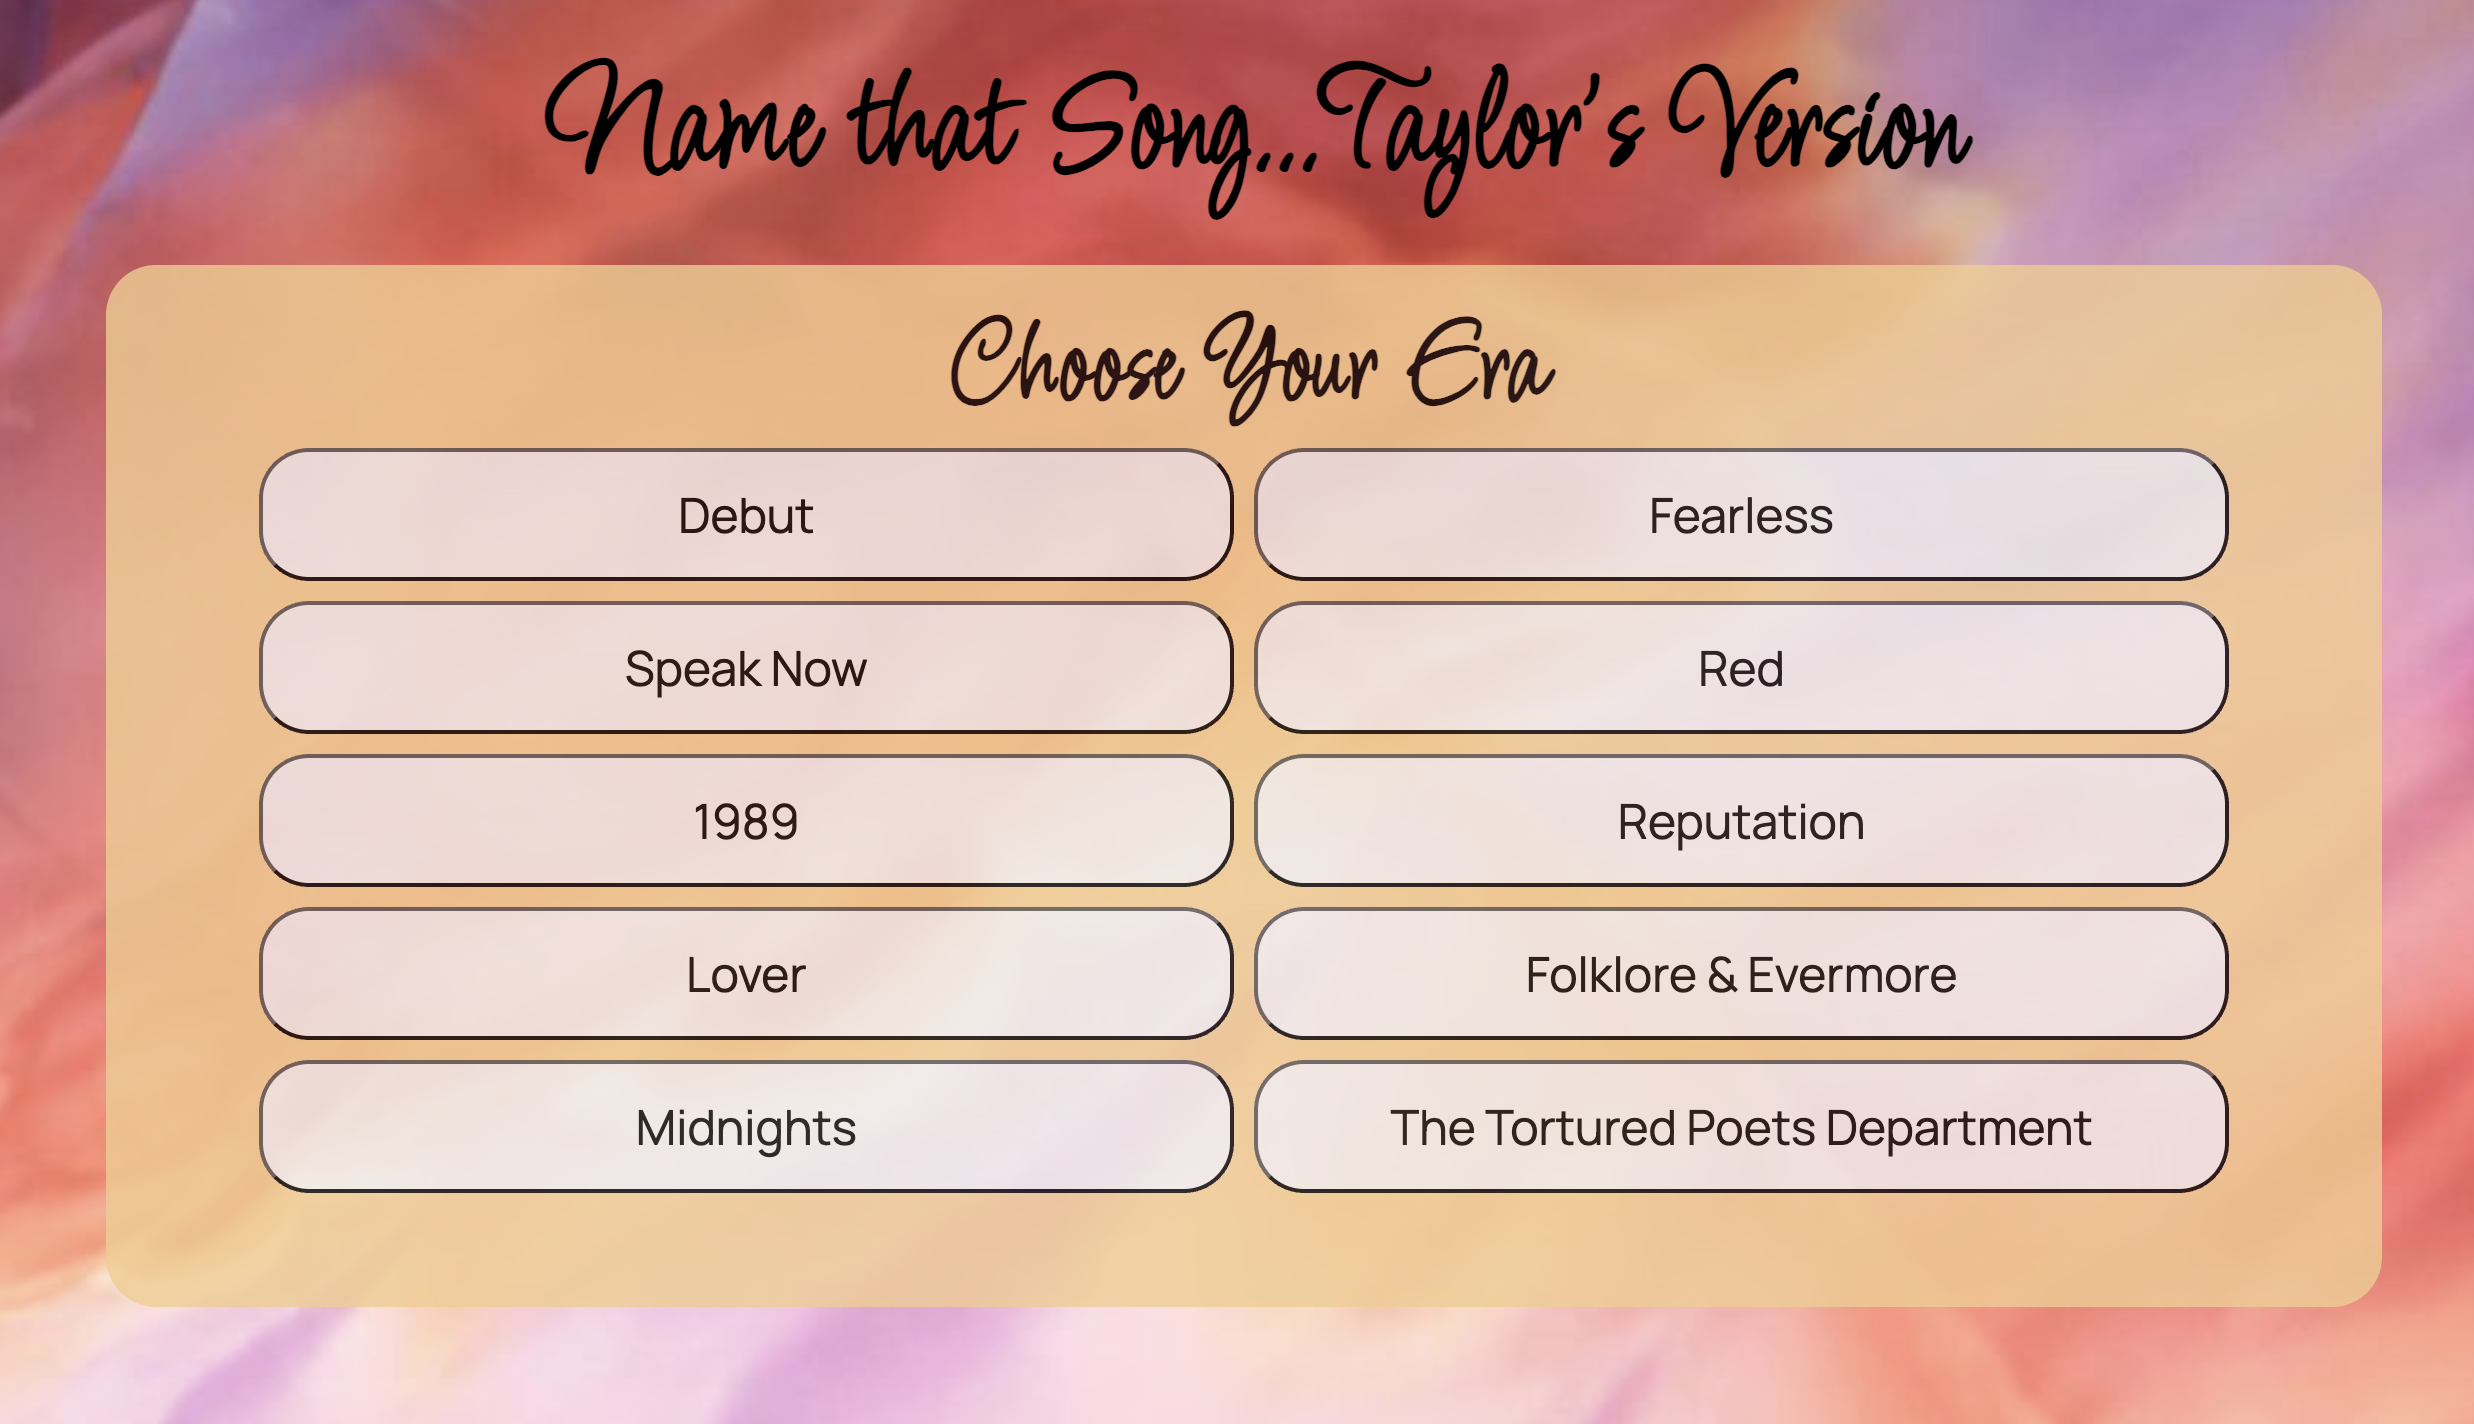 Name that Song...Taylor's Version
Choose Your Era
Debut
Fearless
Speak Now
Red
1989
Reputation
Lover
Folklore & Evermore
Midnights
The Tortured Poets Department